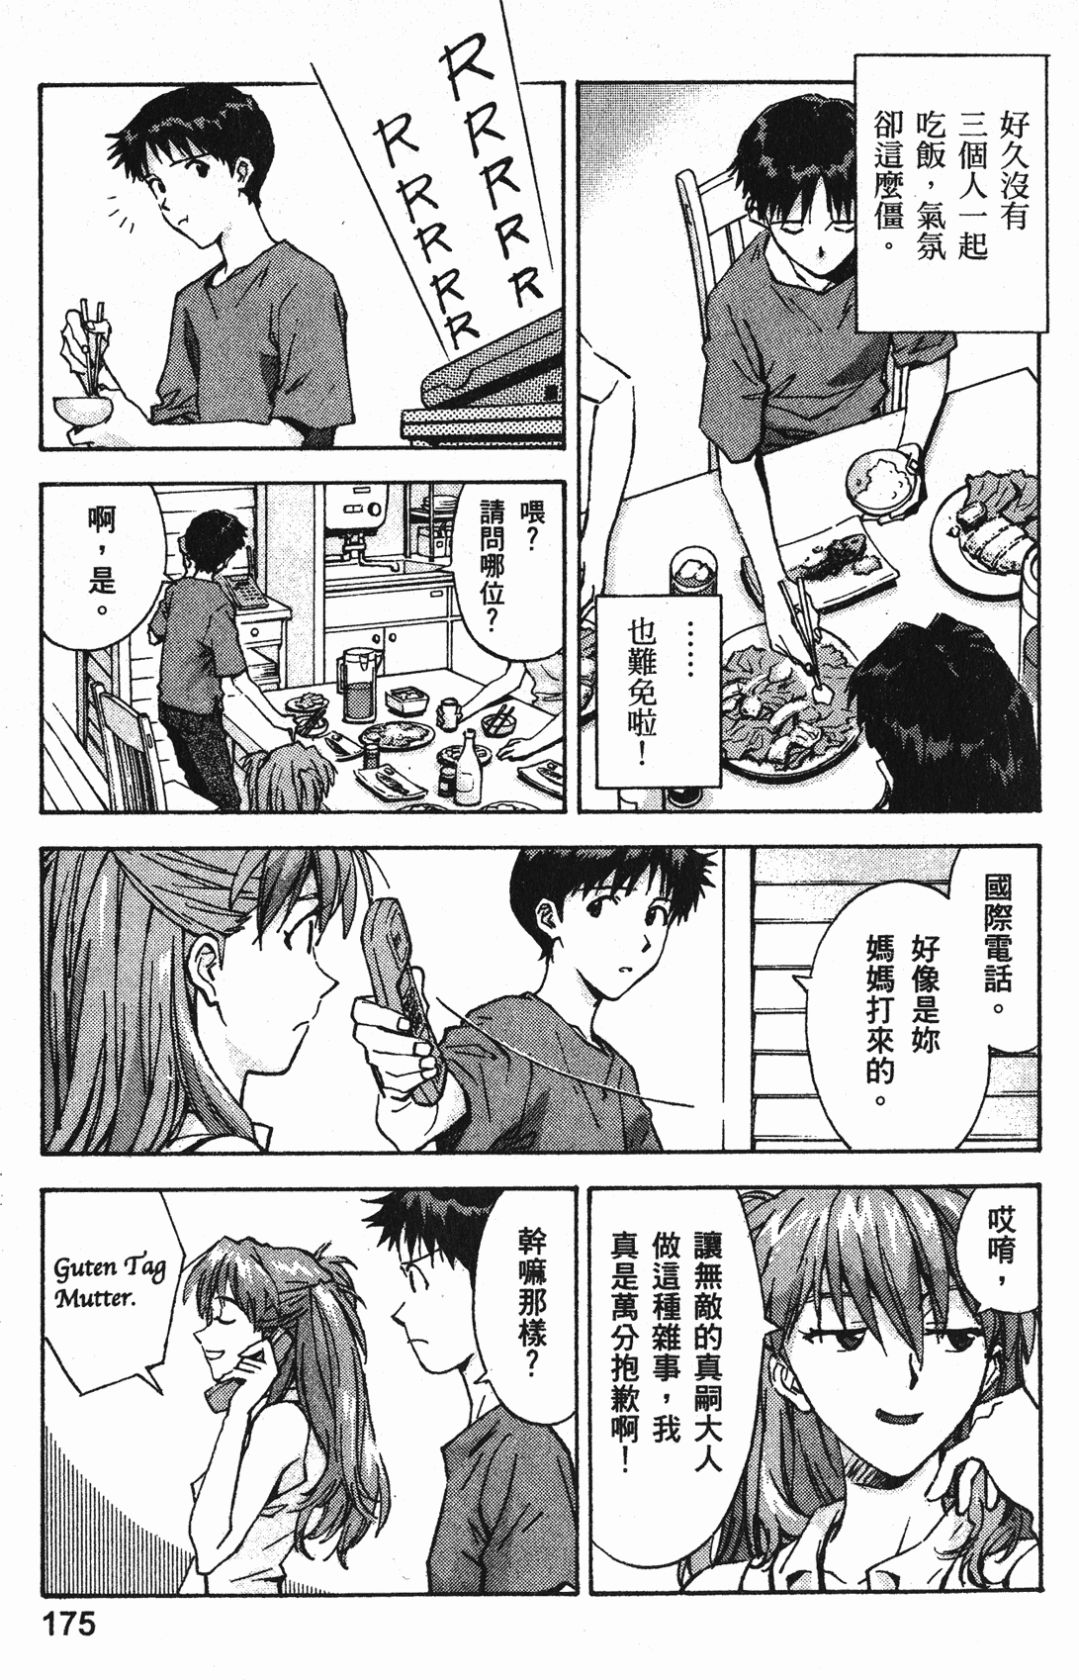 好久沒有
三個人一起
吃飯，氣氛
卻這麼僵。
……
也難免啦！
RRRRR
RRRRR
喂？
請問哪位？
啊，是。
國際電話。
好像是妳
媽媽打來的。
哎唷，
讓無敵的真嗣大人
做這種雜事，我
真是萬分抱歉啊！
幹嘛那樣？
Guten Tag
Mutter.
175